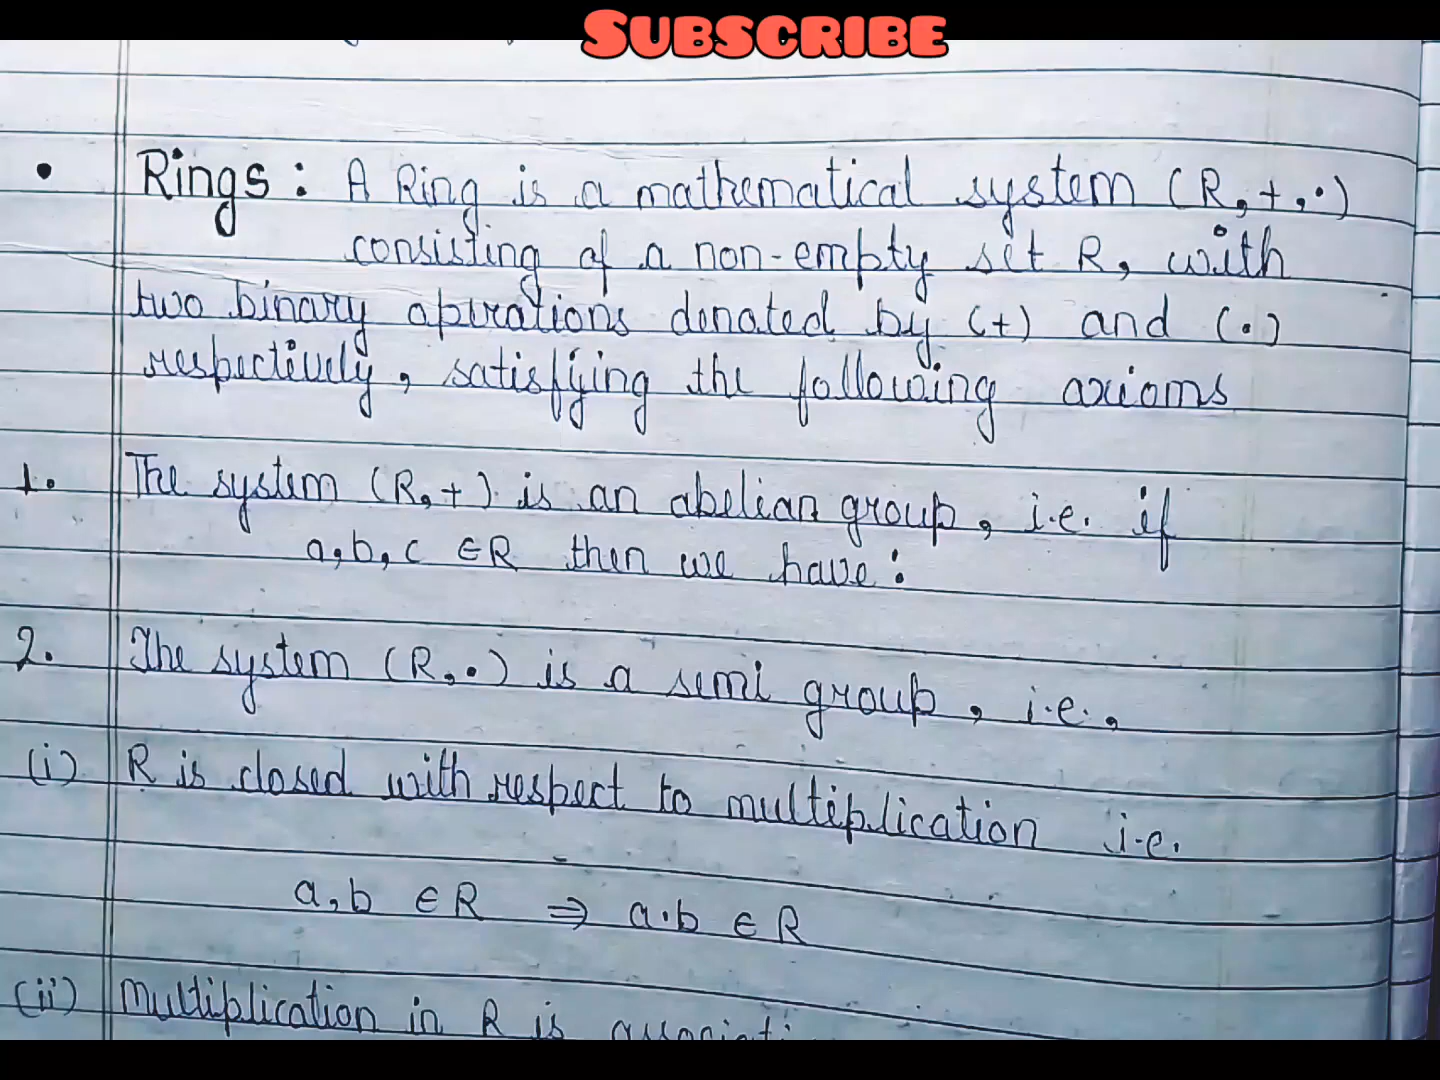 SUBSCRIBE
• Rings : A Ring is a mathematical system (R, +, •)
consisting of a non-empty set R, with
two binary operations denoted by (+) and (•)
respectively, satisfying the following axioms
1. The system (R, +) is an abelian group, i.e. if
a, b, c ∈ R then we have :
2. The system (R, •) is a semi group, i.e.,
(i) R is closed with respect to multiplication i.e.
a, b ∈ R ⇒ a·b ∈ R
(ii) Multiplication in R is